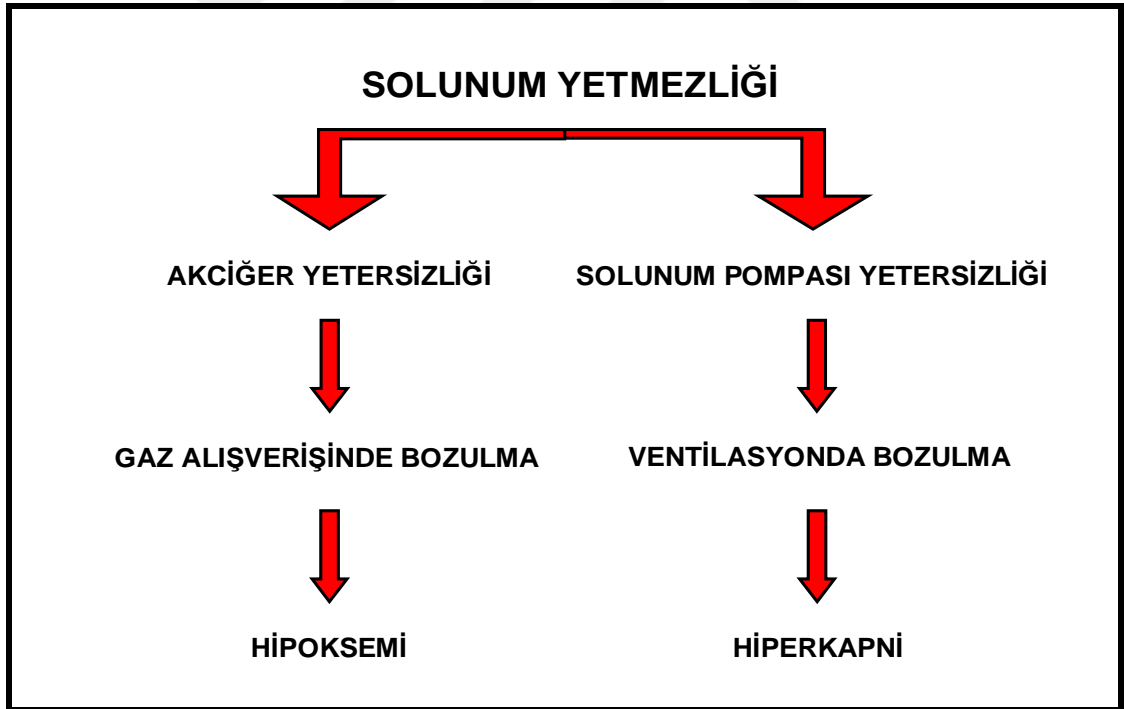 SOLUNUM YETMEZLİĞİ
AKCİĞER YETERSİZLİĞİ
SOLUNUM POMPASI YETERSİZLİĞİ
GAZ ALIŞVERİŞİNDE BOZULMA
VENTİLASYONDA BOZULMA
HİPOKSEMİ
HİPERKAPNİ